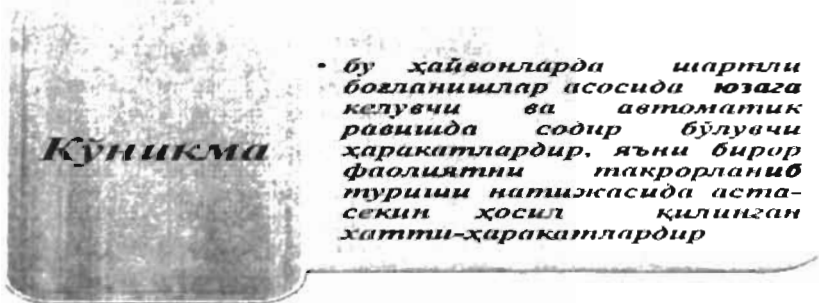 Кўникма
• бу ҳайвонларда шартли
боғланишлар асосида юзага
келувчи ва автоматик
равишда содир бўлувчи
ҳаракатлардир, яъни бирор
фаолиятни такрорланиб
туриши натижасида аста-
секин ҳосил қилинган
хатти-ҳаракатлардир